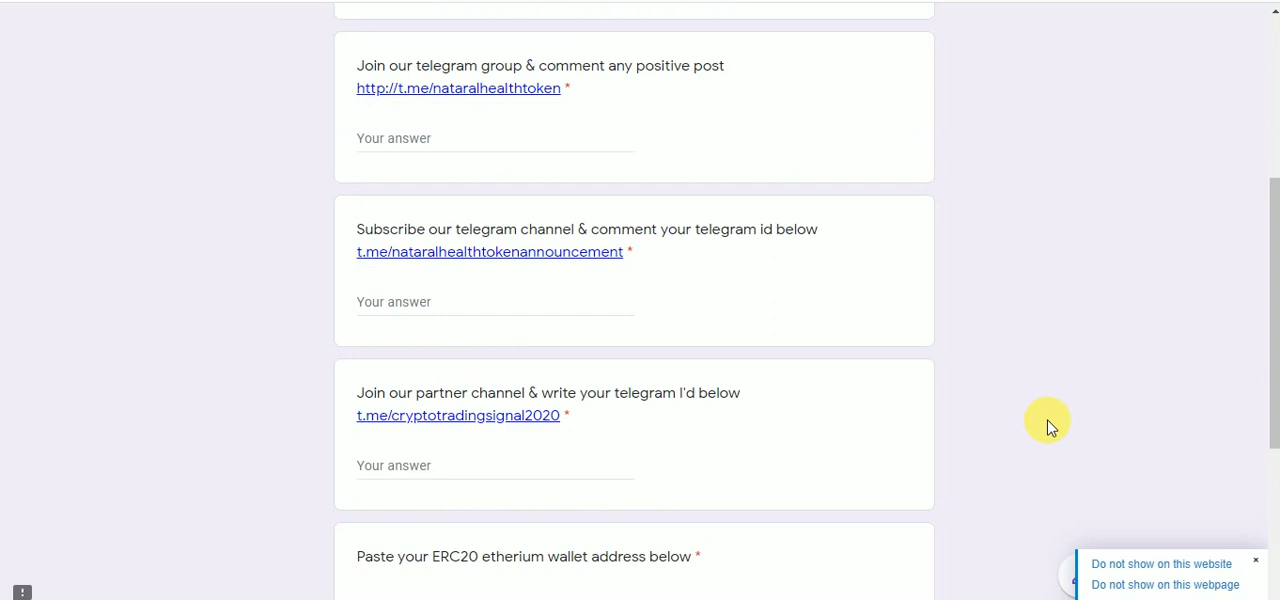 Join our telegram group & comment any positive post
http://t.me/nataralhealthtoken *
Your answer
Subscribe our telegram channel & comment your telegram id below
t.me/nataralhealthtokenannouncement *
Your answer
Join our partner channel & write your telegram I'd below
t.me/cryptotradingsignal2020 *
Your answer
Paste your ERC20 etherium wallet address below *
Do not show on this website
Do not show on this webpage